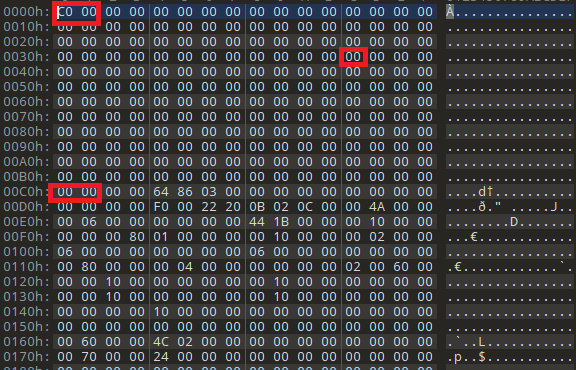 0000h: C0 00 00 00 00 00 00 00 00 00 00 00 00 00 00 00 À...............
0010h: 00 00 00 00 00 00 00 00 00 00 00 00 00 00 00 00 ................
0020h: 00 00 00 00 00 00 00 00 00 00 00 00 00 00 00 00 ................
0030h: 00 00 00 00 00 00 00 00 00 00 00 00 00 00 00 00 ................
0040h: 00 00 00 00 00 00 00 00 00 00 00 00 00 00 00 00 ................
0050h: 00 00 00 00 00 00 00 00 00 00 00 00 00 00 00 00 ................
0060h: 00 00 00 00 00 00 00 00 00 00 00 00 00 00 00 00 ................
0070h: 00 00 00 00 00 00 00 00 00 00 00 00 00 00 00 00 ................
0080h: 00 00 00 00 00 00 00 00 00 00 00 00 00 00 00 00 ................
0090h: 00 00 00 00 00 00 00 00 00 00 00 00 00 00 00 00 ................
00A0h: 00 00 00 00 00 00 00 00 00 00 00 00 00 00 00 00 ................
00B0h: 00 00 00 00 00 00 00 00 00 00 00 00 00 00 00 00 ................
00C0h: 00 00 00 00 64 86 03 00 00 00 00 00 00 00 00 00 ....d†..........
00D0h: 00 00 00 00 F0 00 22 20 0B 02 0C 00 00 4A 00 00 ....ð." .....J..
00E0h: 00 06 00 00 00 00 00 00 44 1B 00 00 00 10 00 00 ........D.......
00F0h: 00 00 00 80 01 00 00 00 00 10 00 00 00 02 00 00 ...€............
0100h: 06 00 00 00 00 00 00 00 06 00 00 00 00 00 00 00 ................
0110h: 00 80 00 00 00 04 00 00 00 00 00 00 02 00 60 00 .€............`.
0120h: 00 00 10 00 00 00 00 00 00 10 00 00 00 00 00 00 ................
0130h: 00 00 10 00 00 00 00 00 00 10 00 00 00 00 00 00 ................
0140h: 00 00 00 00 10 00 00 00 00 00 00 00 00 00 00 00 ................
0150h: 00 00 00 00 00 00 00 00 00 00 00 00 00 00 00 00 ................
0160h: 00 60 00 00 4C 02 00 00 00 00 00 00 00 00 00 00 .`..L...........
0170h: 00 70 00 00 24 00 00 00 00 00 00 00 00 00 00 00 .p..$...........